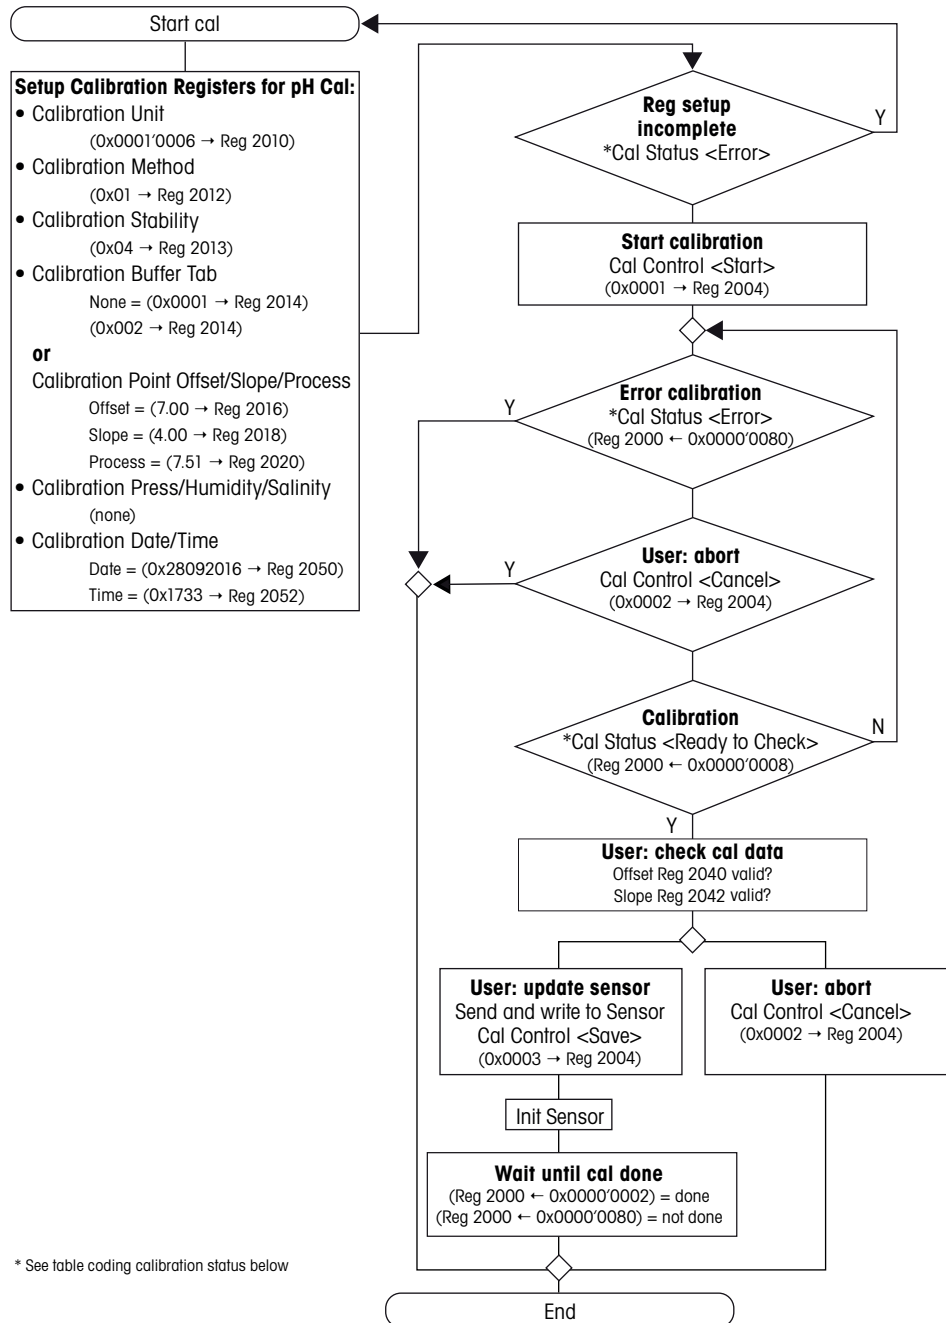 Start cal
Setup Calibration Registers for pH Cal:
• Calibration Unit
(0x0001'0006 → Reg 2010)
• Calibration Method
(0x01 → Reg 2012)
• Calibration Stability
(0x04 → Reg 2013)
• Calibration Buffer Tab
None = (0x0001 → Reg 2014)
(0x002 → Reg 2014)
or
Calibration Point Offset/Slope/Process
Offset = (7.00 → Reg 2016)
Slope = (4.00 → Reg 2018)
Process = (7.51 → Reg 2020)
• Calibration Press/Humidity/Salinity
(none)
• Calibration Date/Time
Date = (0x28092016 → Reg 2050)
Time = (0x1733 → Reg 2052)
Reg setup
incomplete
*Cal Status <Error>
Y
Start calibration
Cal Control <Start>
(0x0001 → Reg 2004)
Error calibration
*Cal Status <Error>
(Reg 2000 ← 0x0000'0080)
Y
User: abort
Cal Control <Cancel>
(0x0002 → Reg 2004)
Y
Calibration
*Cal Status <Ready to Check>
(Reg 2000 ← 0x0000'0008)
N
Y
User: check cal data
Offset Reg 2040 valid?
Slope Reg 2042 valid?
User: update sensor
Send and write to Sensor
Cal Control <Save>
(0x0003 → Reg 2004)
User: abort
Cal Control <Cancel>
(0x0002 → Reg 2004)
Init Sensor
Wait until cal done
(Reg 2000 ← 0x0000'0002) = done
(Reg 2000 ← 0x0000'0080) = not done
* See table coding calibration status below
End